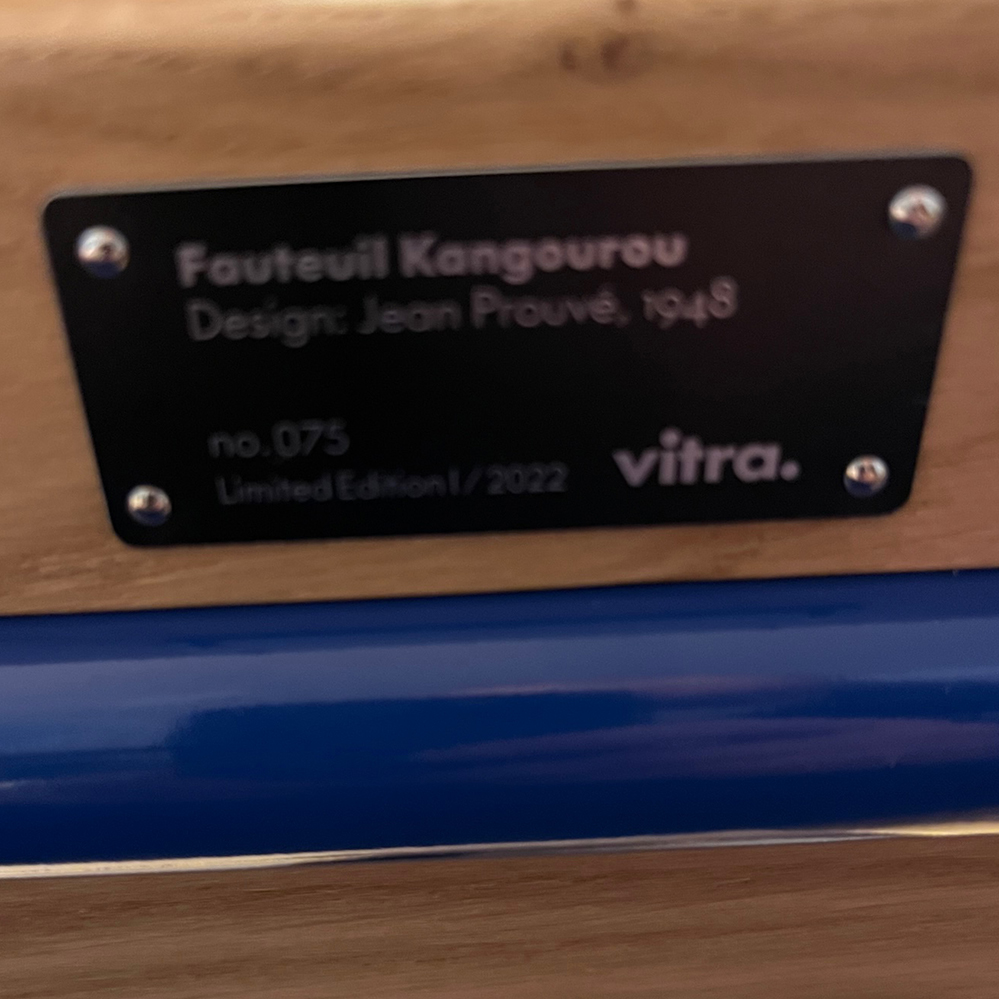 Fauteuil Kangourou
Design: Jean Prouvé, 1948
no.075
Limited Edition I / 2022
vitra.